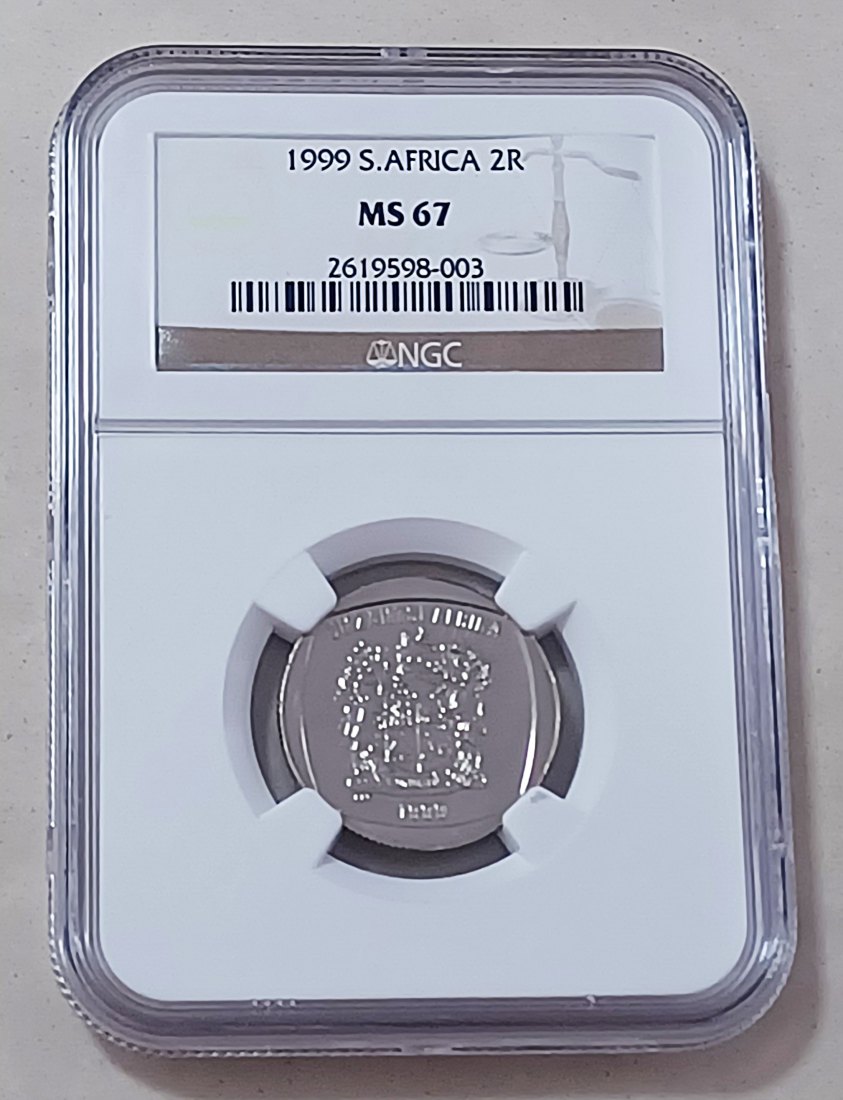 1999 S.AFRICA 2R
MS 67
2619598-003
NGC